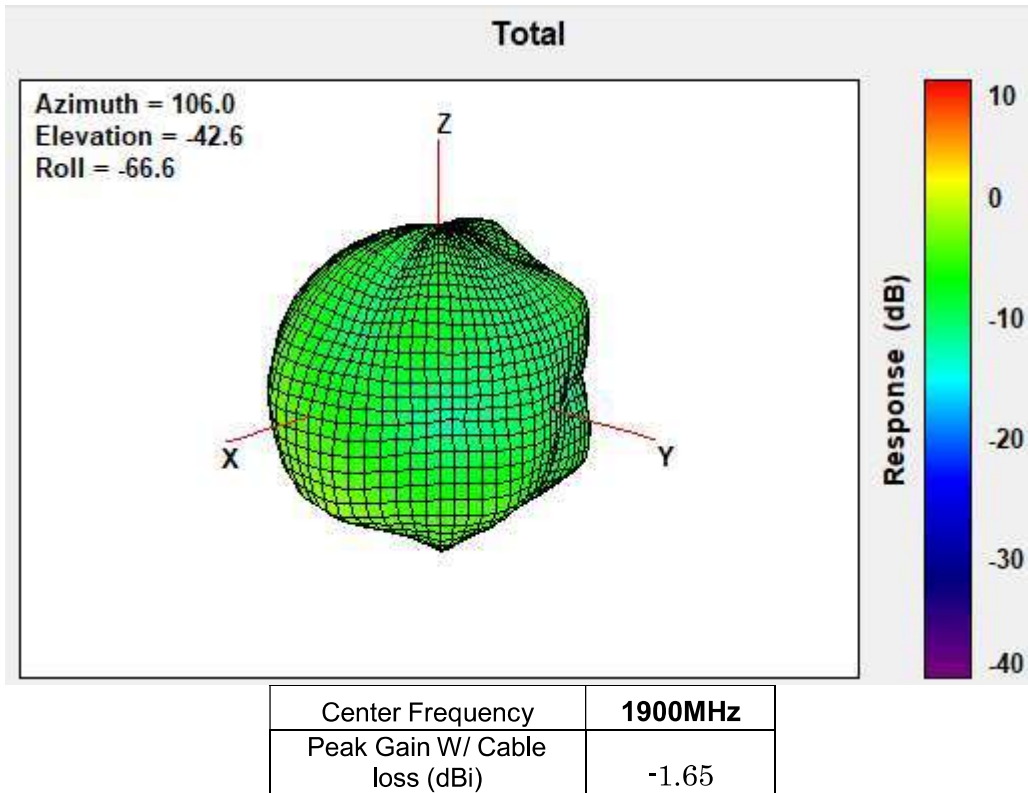 Total
Azimuth = 106.0
Elevation = -42.6
Roll = -66.6
Z
X
Y
Response (dB)
10
0
-10
-20
-30
-40
Center Frequency 1900MHz
Peak Gain W/ Cable
loss (dBi) -1.65